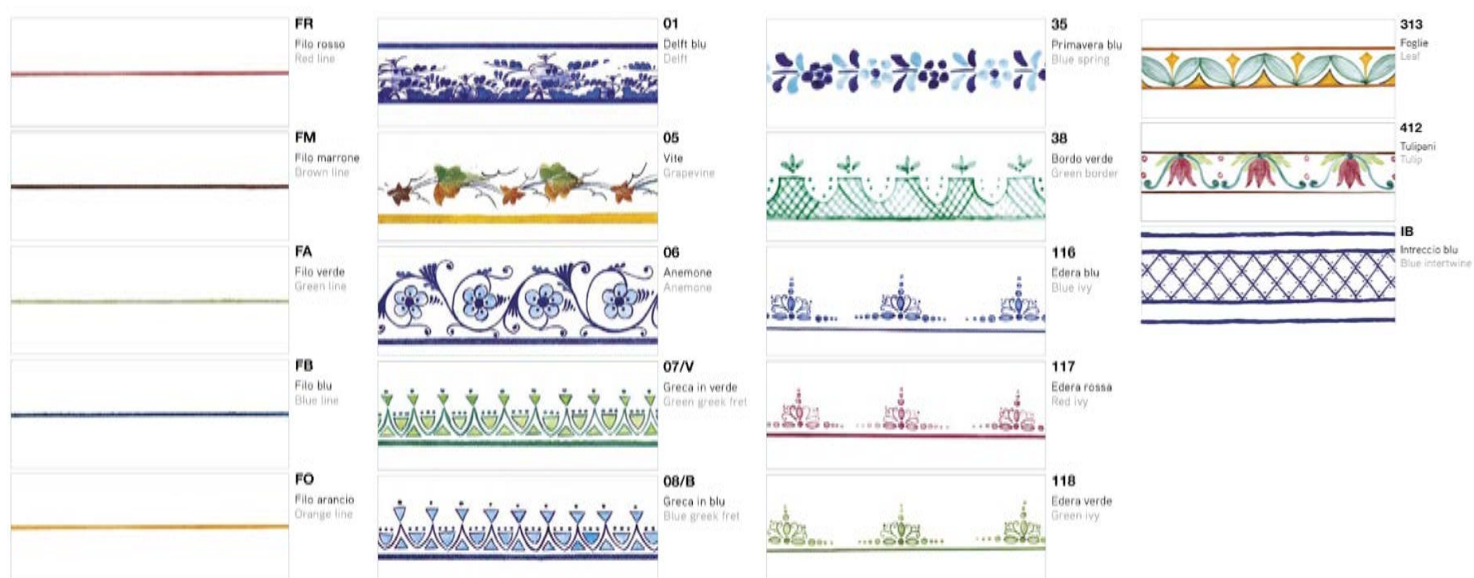 FR
Filo rosso
Red line
FM
Filo marrone
Brown line
FA
Filo verde
Green line
FB
Filo blu
Blue line
FO
Filo arancio
Orange line
01
Delft blu
Delft
05
Vite
Grapevine
06
Anemone
Anemone
07/V
Greca in verde
Green greek fret
08/B
Greca in blu
Blue greek fret
35
Primavera blu
Blue spring
38
Bordo verde
Green border
116
Edera blu
Blue ivy
117
Edera rossa
Red ivy
118
Edera verde
Green ivy
313
Foglie
Leaf
412
Tulipani
Tulip
IB
Intreccio blu
Blue intertwine